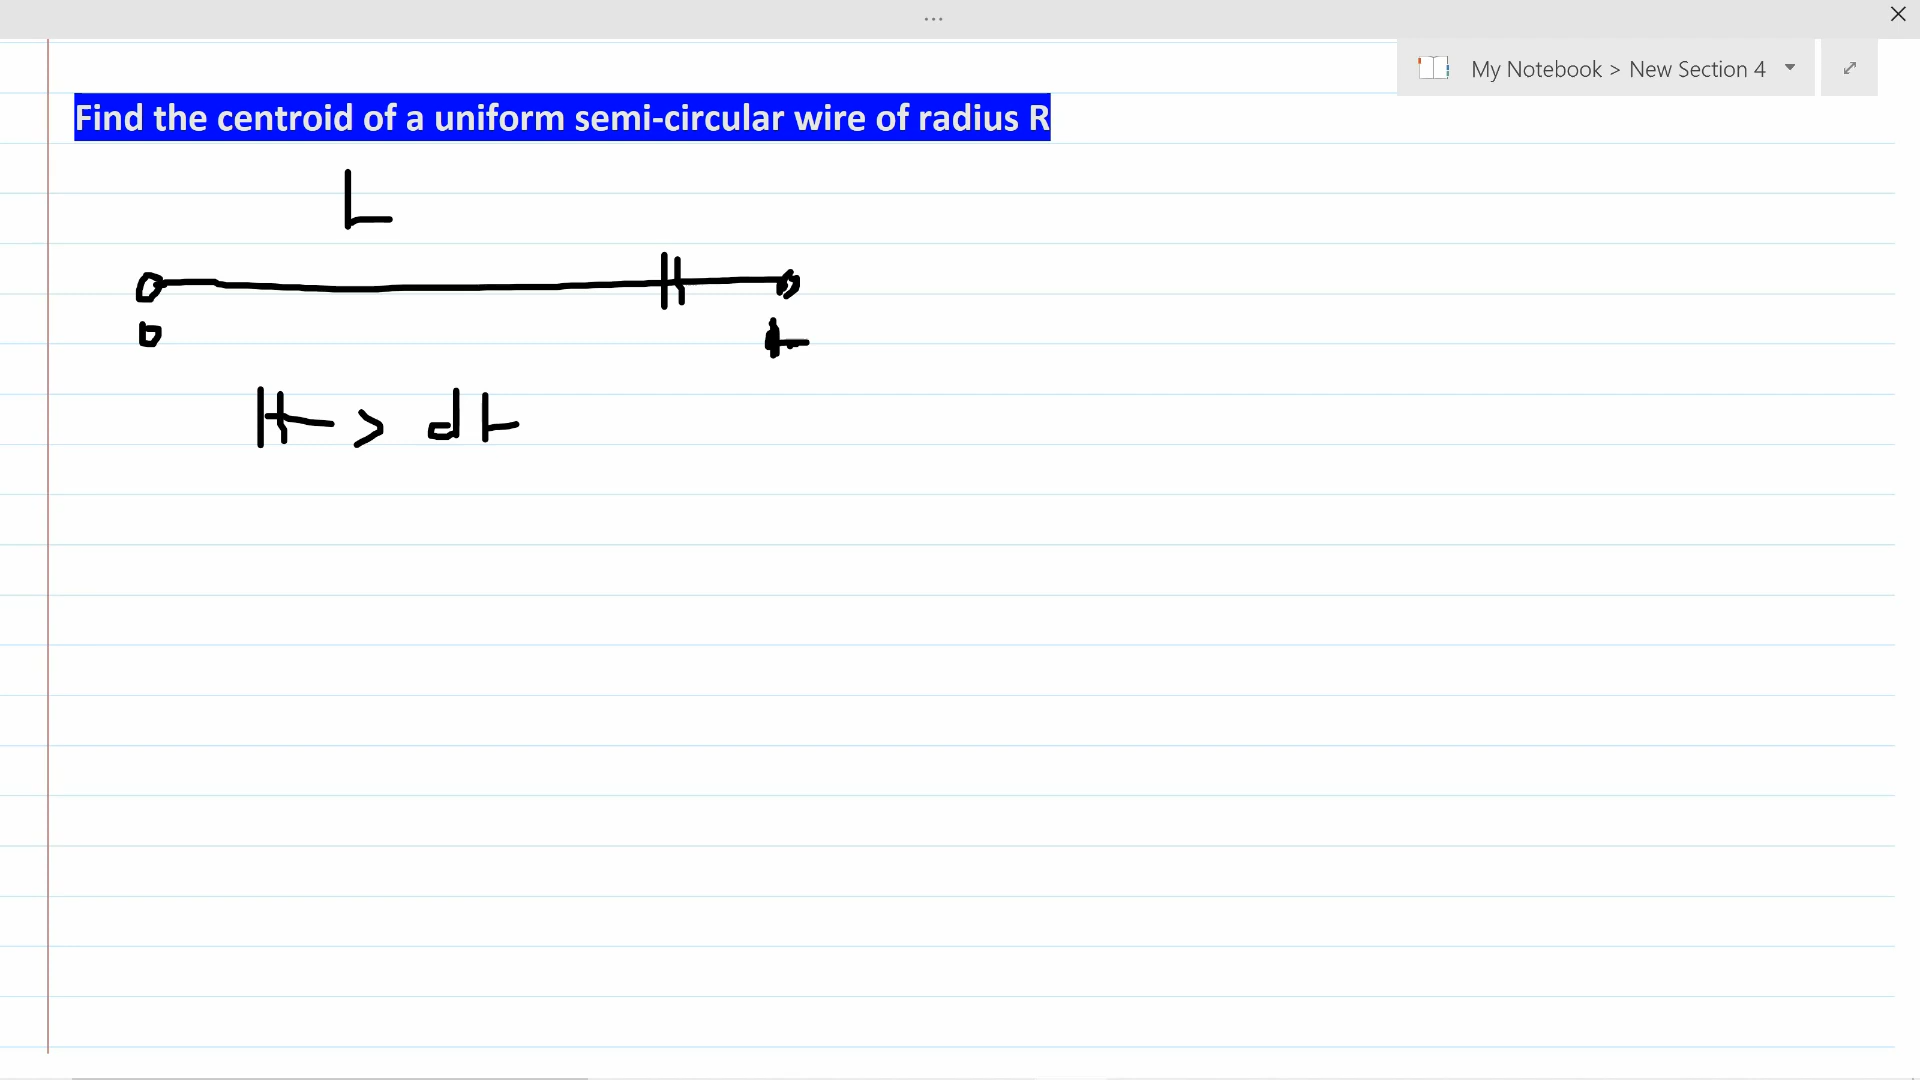 My Notebook > New Section 4
Find the centroid of a uniform semi-circular wire of radius R
L
0 L
> dL